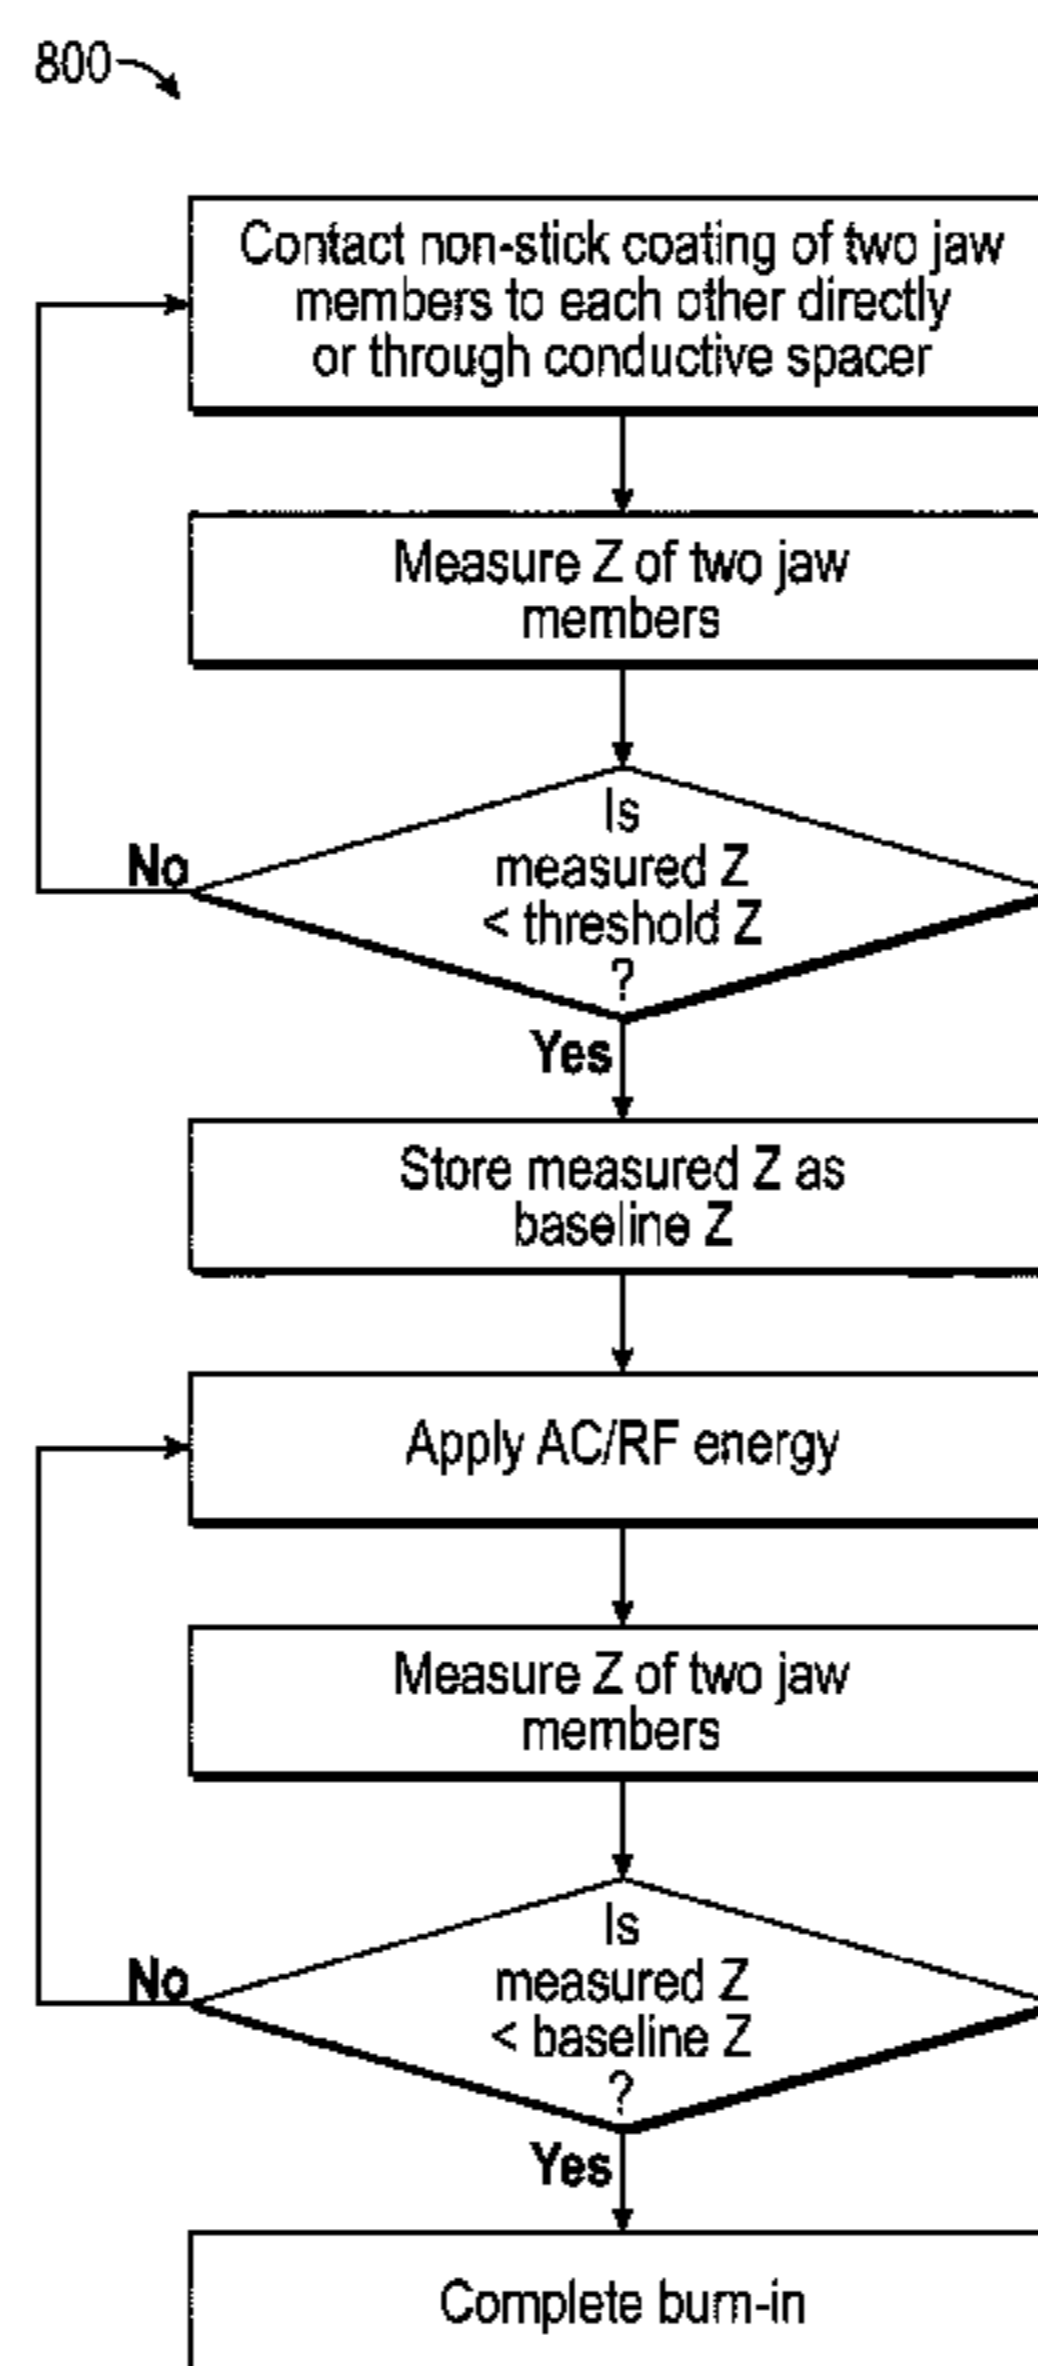 800
Contact non-stick coating of two jaw
members to each other directly
or through conductive spacer
Measure Z of two jaw
members
Is
measured Z
< threshold Z
?
No
Yes
Store measured Z as
baseline Z
Apply AC/RF energy
Measure Z of two jaw
members
Is
measured Z
< baseline Z
?
No
Yes
Complete burn-in